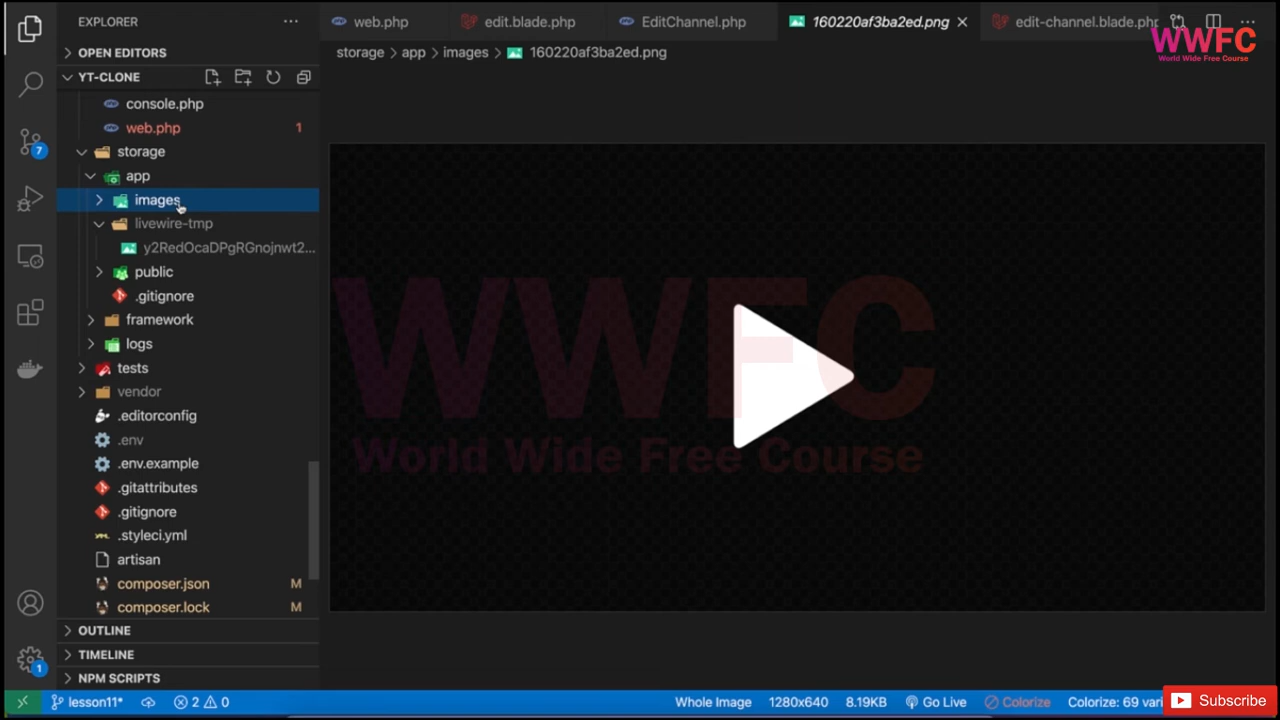 EXPLORER
web.php
edit.blade.php
EditChannel.php
160220af3ba2ed.png
edit-channel.blade.php
WWFC
World Wide Free Course
OPEN EDITORS
storage > app > images > 160220af3ba2ed.png
YT-CLONE
console.php
web.php 1
storage
app
images
livewire-tmp
y2RedOcaDPgRGnojnwt2...
public
.gitignore
framework
logs
tests
vendor
.editorconfig
.env
.env.example
.gitattributes
.gitignore
.styleci.yml
artisan
composer.json M
composer.lock M
OUTLINE
TIMELINE
NPM SCRIPTS
7
1
WWFC
World Wide Free Course
lesson11* 2 0 Whole Image 1280x640 8.19KB Go Live Colorize Colorize: 69 vari
Subscribe